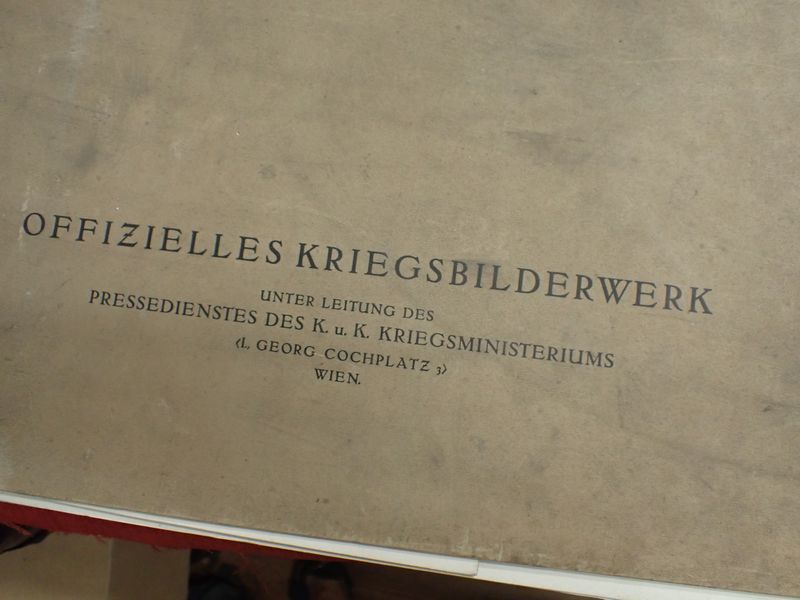 OFFIZIELLES KRIEGSBILDERWERK
UNTER LEITUNG DES
PRESSEDIENSTES DES K. u. K. KRIEGSMINISTERIUMS
(I., GEORG COCHPLATZ 3)
WIEN.